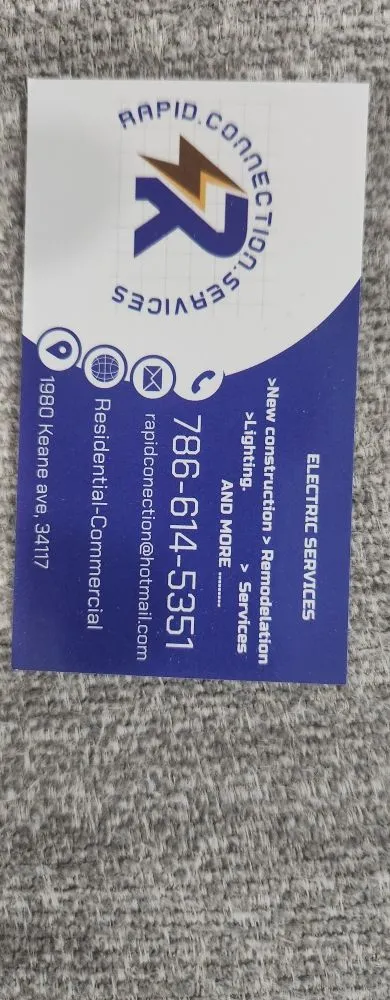 RAPID.CONNECTION.SERVICES
R
ELECTRIC SERVICES
>New construction > Remodelation
>Lighting. > Services
AND MORE .........
786-614-5351
rapidconection@hotmail.com
Residential-Commercial
1980 Keane ave, 34117